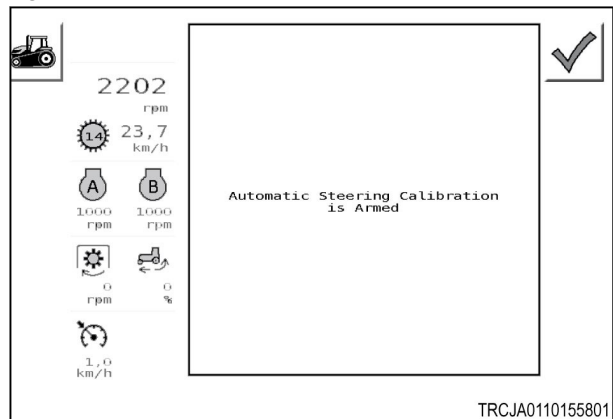 2202
rpm
14
23,7
km/h
A
B
1000
rpm
1000
rpm
0
rpm
0
%
1,0
km/h
Automatic Steering Calibration
is Armed
TRCJA0110155801